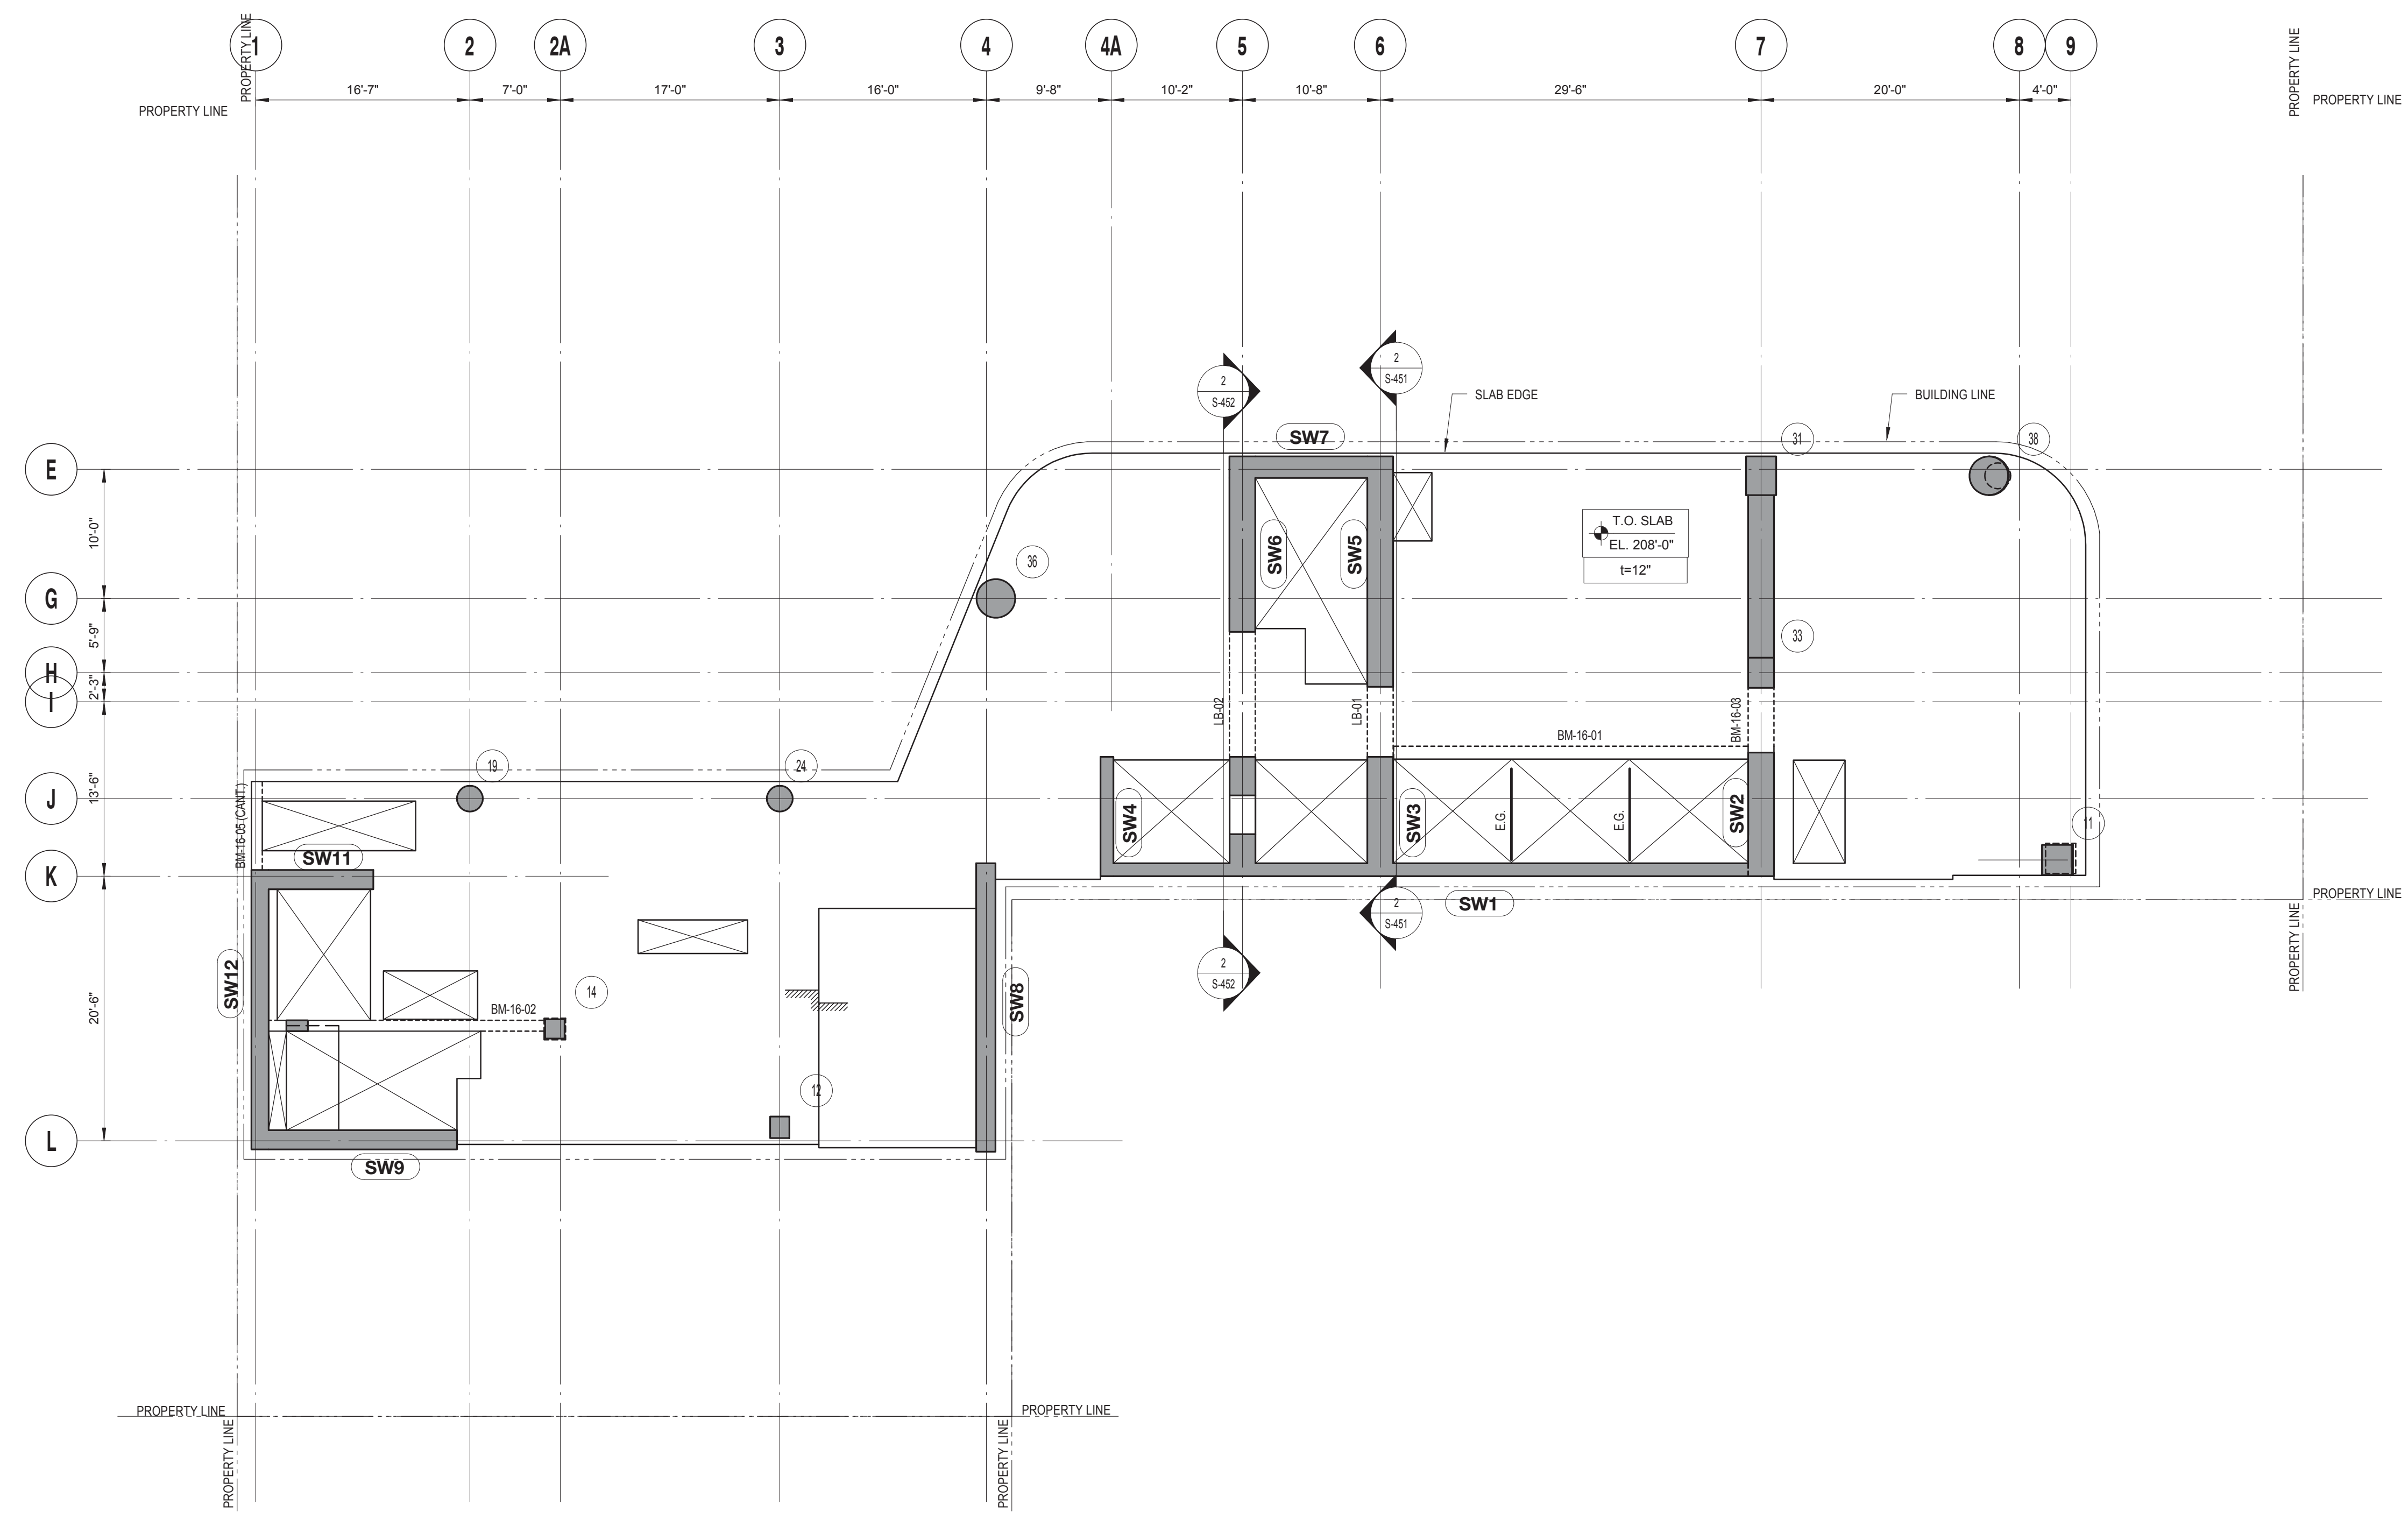 1
2
2A
3
4
4A
5
6
7
8
9
PROPERTY LINE
PROPERTY LINE
16'-7"
7'-0"
17'-0"
16'-0"
9'-8"
10'-2"
10'-8"
29'-6"
20'-0"
4'-0"
PROPERTY LINE
PROPERTY LINE
2
S-451
2
S-452
SLAB EDGE
BUILDING LINE
SW7
31
38
E
10'-0"
SW6
SW5
T.O. SLAB
EL. 208'-0"
t=12"
36
G
5'-9"
33
H
2'-3"
I
LB-02
LB-01
BM-16-03
BM-16-01
19
24
13'-6"
J
BM-16-05 (CANT.)
SW4
SW3
E.G.
E.G.
SW2
11
SW11
K
2
S-451
SW1
PROPERTY LINE
PROPERTY LINE
SW12
20'-6"
2
S-452
SW8
14
BM-16-02
12
L
SW9
PROPERTY LINE
PROPERTY LINE
PROPERTY LINE
PROPERTY LINE